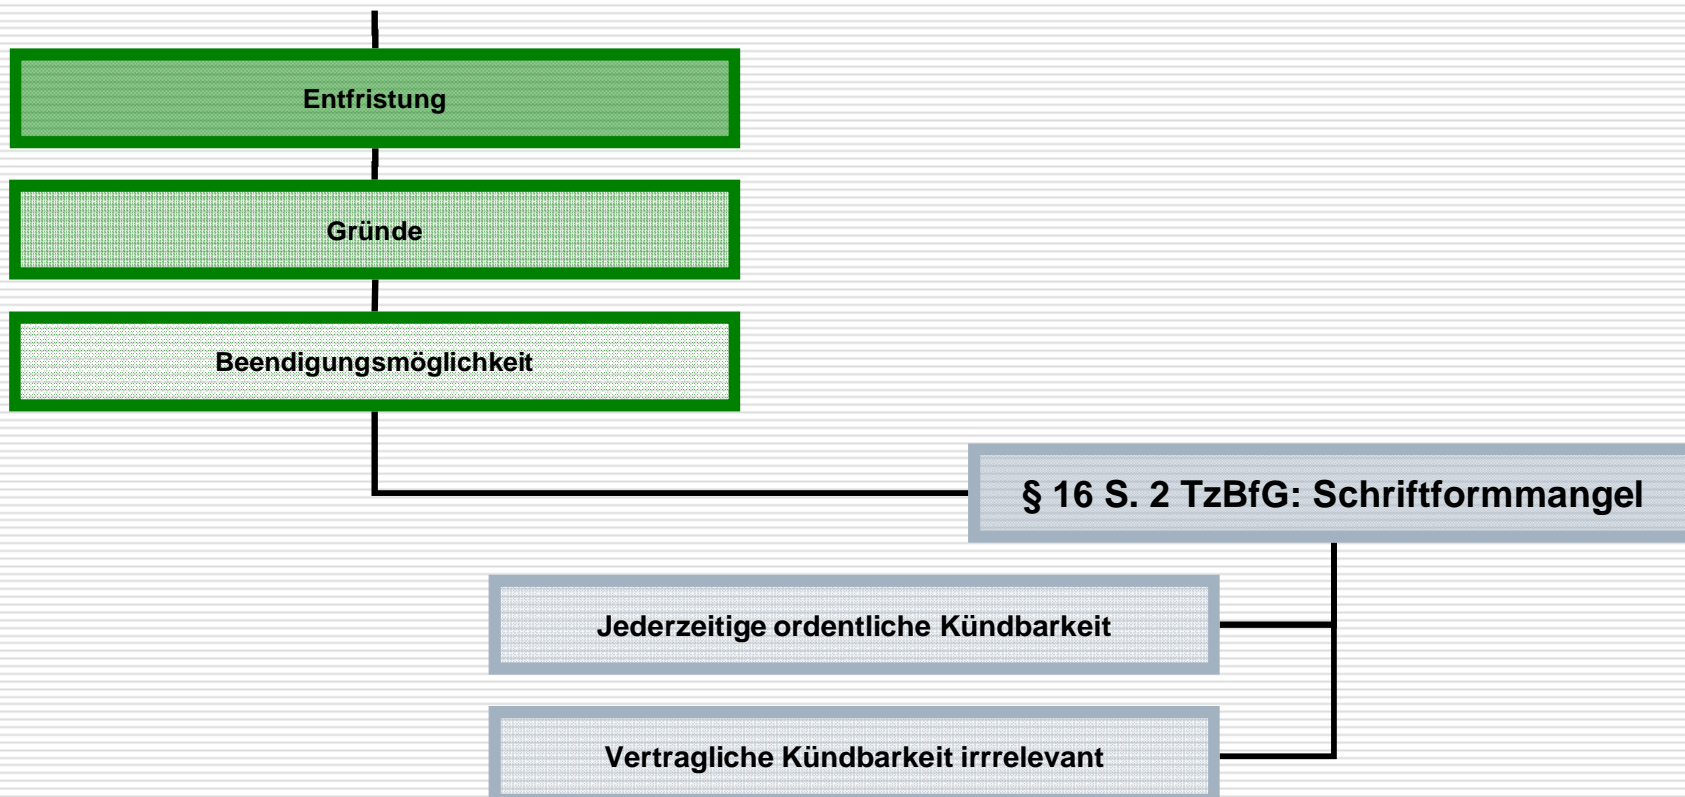 Entfristung
Gründe
Beendigungsmöglichkeit
§ 16 S. 2 TzBfG: Schriftformmangel
Jederzeitige ordentliche Kündbarkeit
Vertragliche Kündbarkeit irrrelevant